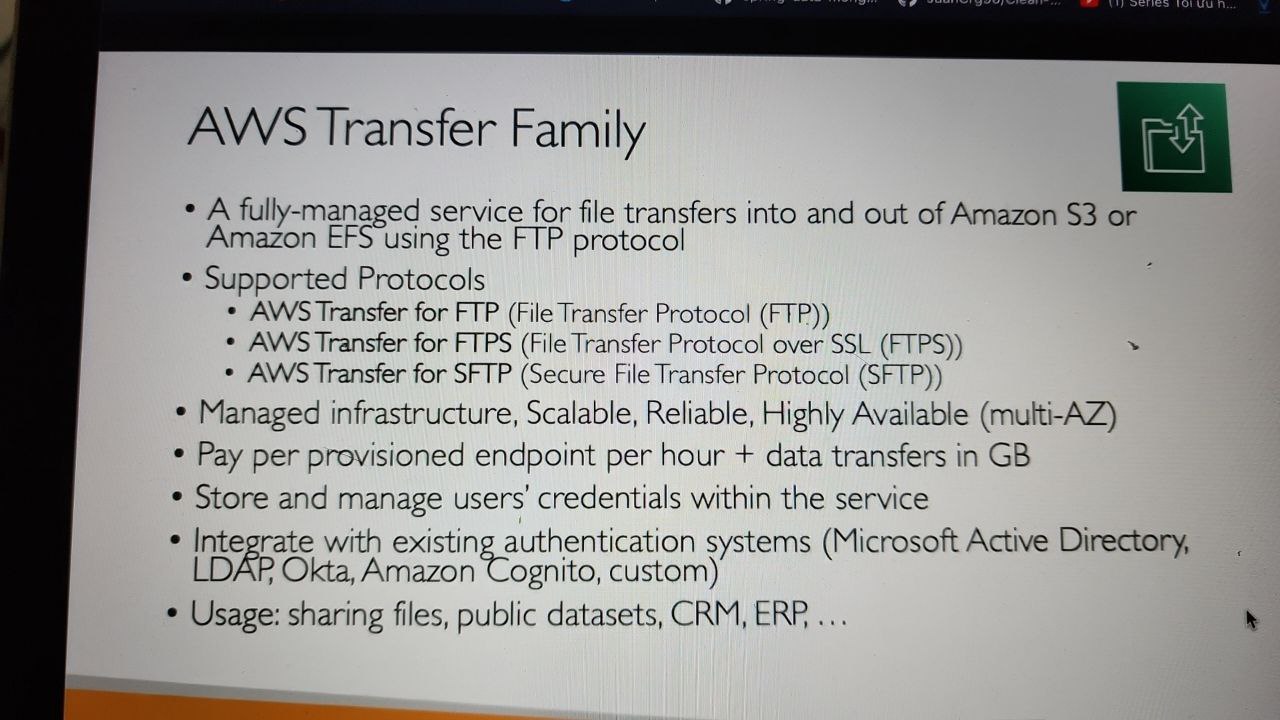 (1) Series Tối ưu h...
AWS Transfer Family
• A fully-managed service for file transfers into and out of Amazon S3 or
Amazon EFS using the FTP protocol
• Supported Protocols
• AWS Transfer for FTP (File Transfer Protocol (FTP))
• AWS Transfer for FTPS (File Transfer Protocol over SSL (FTPS))
• AWS Transfer for SFTP (Secure File Transfer Protocol (SFTP))
• Managed infrastructure, Scalable, Reliable, Highly Available (multi-AZ)
• Pay per provisioned endpoint per hour + data transfers in GB
• Store and manage users’ credentials within the service
• Integrate with existing authentication systems (Microsoft Active Directory,
LDAP, Okta, Amazon Cognito, custom)
• Usage: sharing files, public datasets, CRM, ERP, …